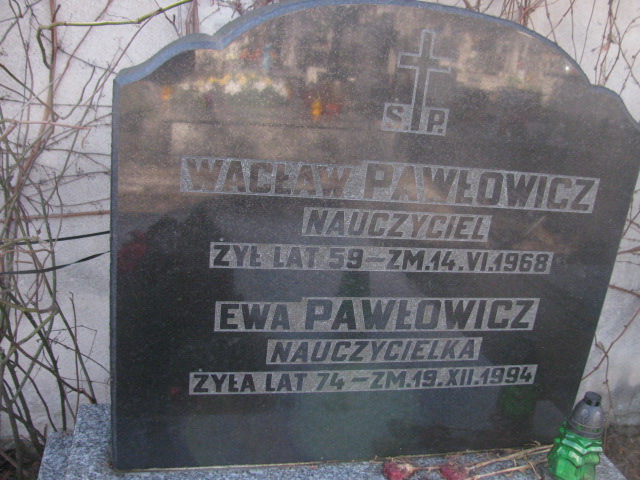 Ś.P.
WACŁAW PAWŁOWICZ
NAUCZYCIEL
ŻYŁ LAT 59 - ZM. 14.VI.1968
EWA PAWŁOWICZ
NAUCZYCIELKA
ŻYŁA LAT 74 - ZM. 19.XII.1994